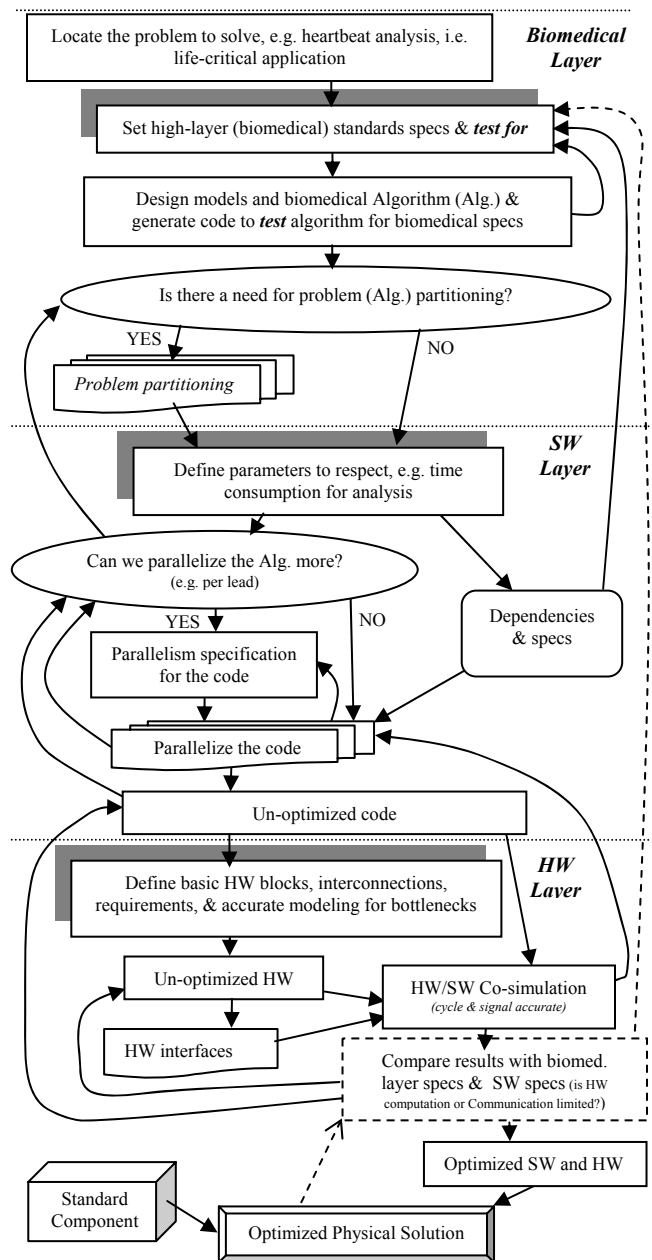 Biomedical
Layer
Locate the problem to solve, e.g. heartbeat analysis, i.e.
life-critical application
Set high-layer (biomedical) standards specs & test for
Design models and biomedical Algorithm (Alg.) &
generate code to test algorithm for biomedical specs
Is there a need for problem (Alg.) partitioning?
YES
NO
Problem partitioning
SW
Layer
Define parameters to respect, e.g. time
consumption for analysis
Can we parallelize the Alg. more?
(e.g. per lead)
YES
NO
Dependencies
& specs
Parallelism specification
for the code
Parallelize the code
Un-optimized code
HW
Layer
Define basic HW blocks, interconnections,
requirements, & accurate modeling for bottlenecks
Un-optimized HW
HW/SW Co-simulation
(cycle & signal accurate)
HW interfaces
Compare results with biomed.
layer specs & SW specs (is HW
computation or Communication limited?)
Optimized SW and HW
Standard
Component
Optimized Physical Solution